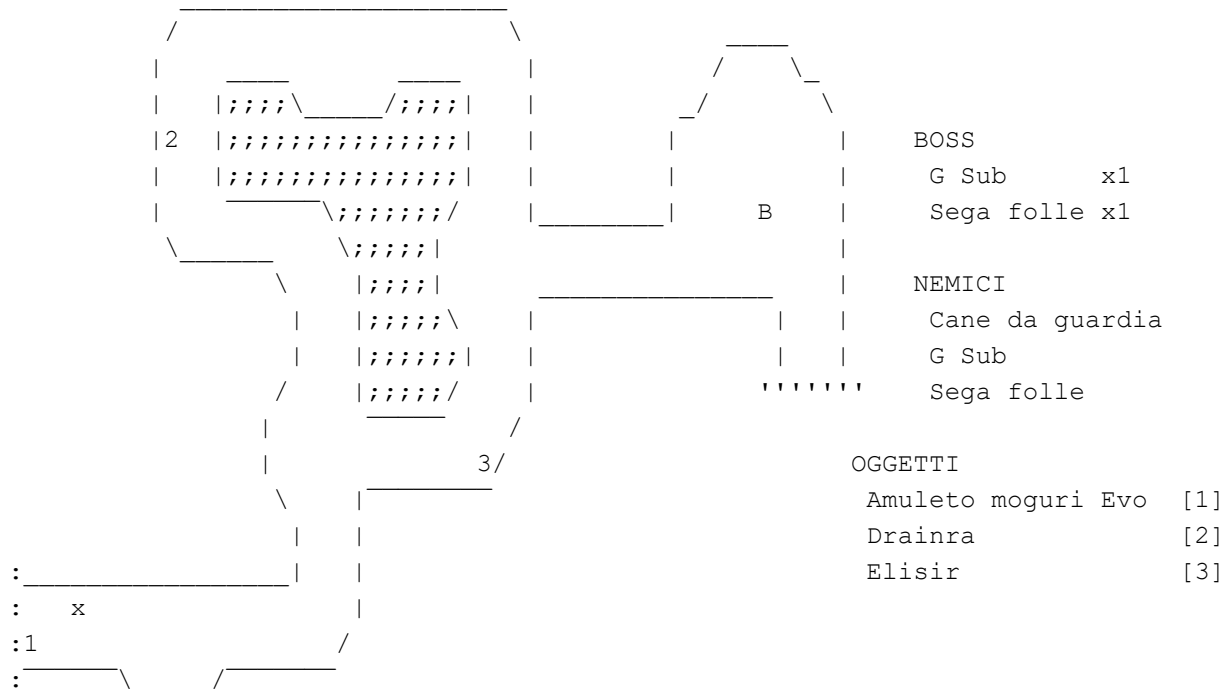 2
BOSS
G Sub x1
B
Sega folle x1
NEMICI
Cane da guardia
G Sub
Sega folle
3
OGGETTI
Amuleto moguri Evo [1]
Drainra [2]
Elisir [3]
x
1